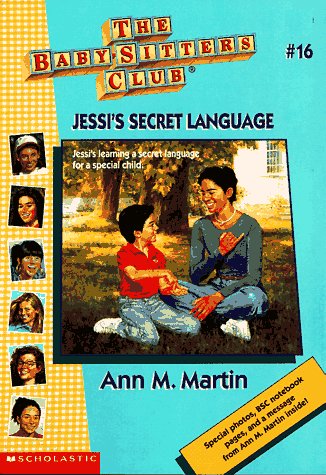 THE
BABY-SITTERS
CLUB®
#16
JESSI'S SECRET LANGUAGE
Jessi's learning a secret language
for a special child.
Ann M. Martin
Special photos, BSC notebook
pages, and a message
from Ann M. Martin inside!
SCHOLASTIC